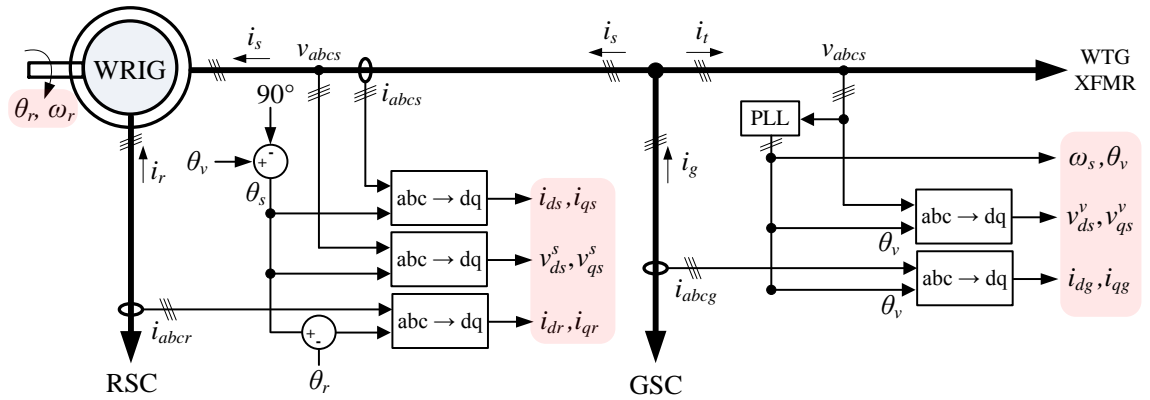 i_s
v_abcs
i_s
i_t
v_abcs
WRIG
WTG
XFMR
θ_r, ω_r
90°
i_abcs
PLL
-
i_r
θ_v
+
i_g
ω_s, θ_v
θ_s
abc → dq
i_ds, i_qs
abc → dq
v^v_ds, v^v_qs
θ_v
abc → dq
v^s_ds, v^s_qs
abc → dq
i_dg, i_qg
i_abcg
θ_v
i_abcr
+
-
abc → dq
i_dr, i_qr
θ_r
RSC
GSC